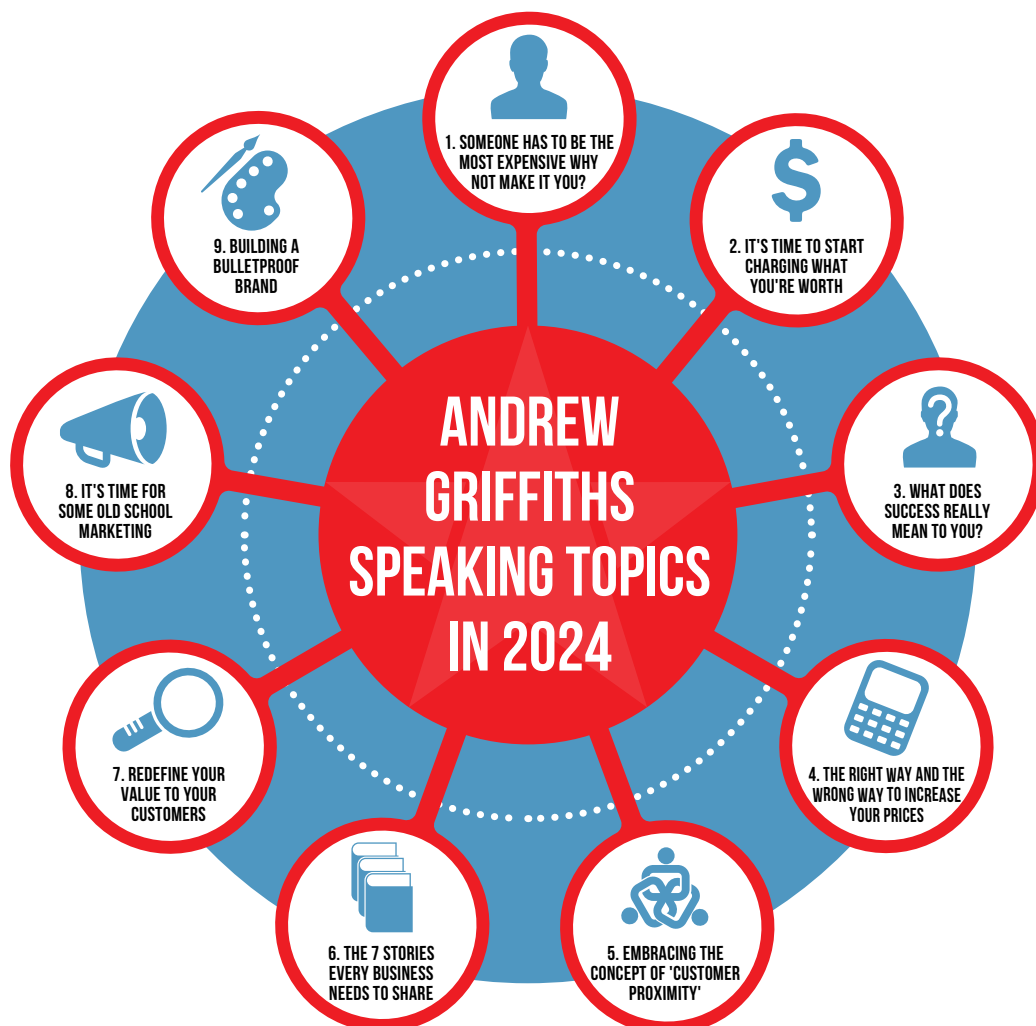 ANDREW
GRIFFITHS
SPEAKING TOPICS
IN 2024
1. SOMEONE HAS TO BE THE
MOST EXPENSIVE WHY
NOT MAKE IT YOU?
2. IT'S TIME TO START
CHARGING WHAT
YOU'RE WORTH
3. WHAT DOES
SUCCESS REALLY
MEAN TO YOU?
4. THE RIGHT WAY AND THE
WRONG WAY TO INCREASE
YOUR PRICES
5. EMBRACING THE
CONCEPT OF 'CUSTOMER
PROXIMITY'
6. THE 7 STORIES
EVERY BUSINESS
NEEDS TO SHARE
7. REDEFINE YOUR
VALUE TO YOUR
CUSTOMERS
8. IT'S TIME FOR
SOME OLD SCHOOL
MARKETING
9. BUILDING A
BULLETPROOF
BRAND